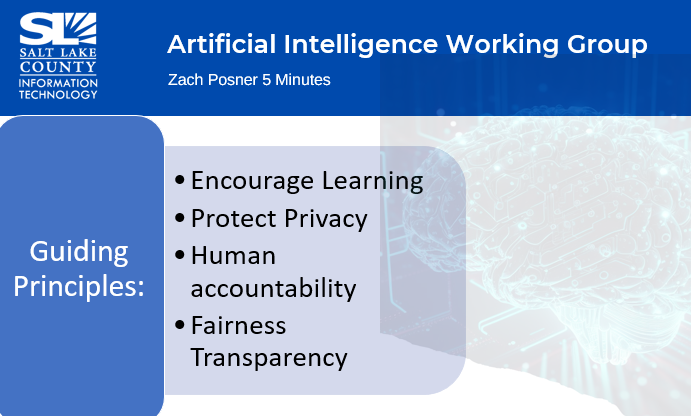 SL
SALT LAKE
COUNTY
INFORMATION
TECHNOLOGY
Artificial Intelligence Working Group
Zach Posner 5 Minutes
Guiding
Principles:
• Encourage Learning
• Protect Privacy
• Human
accountability
• Fairness
Transparency